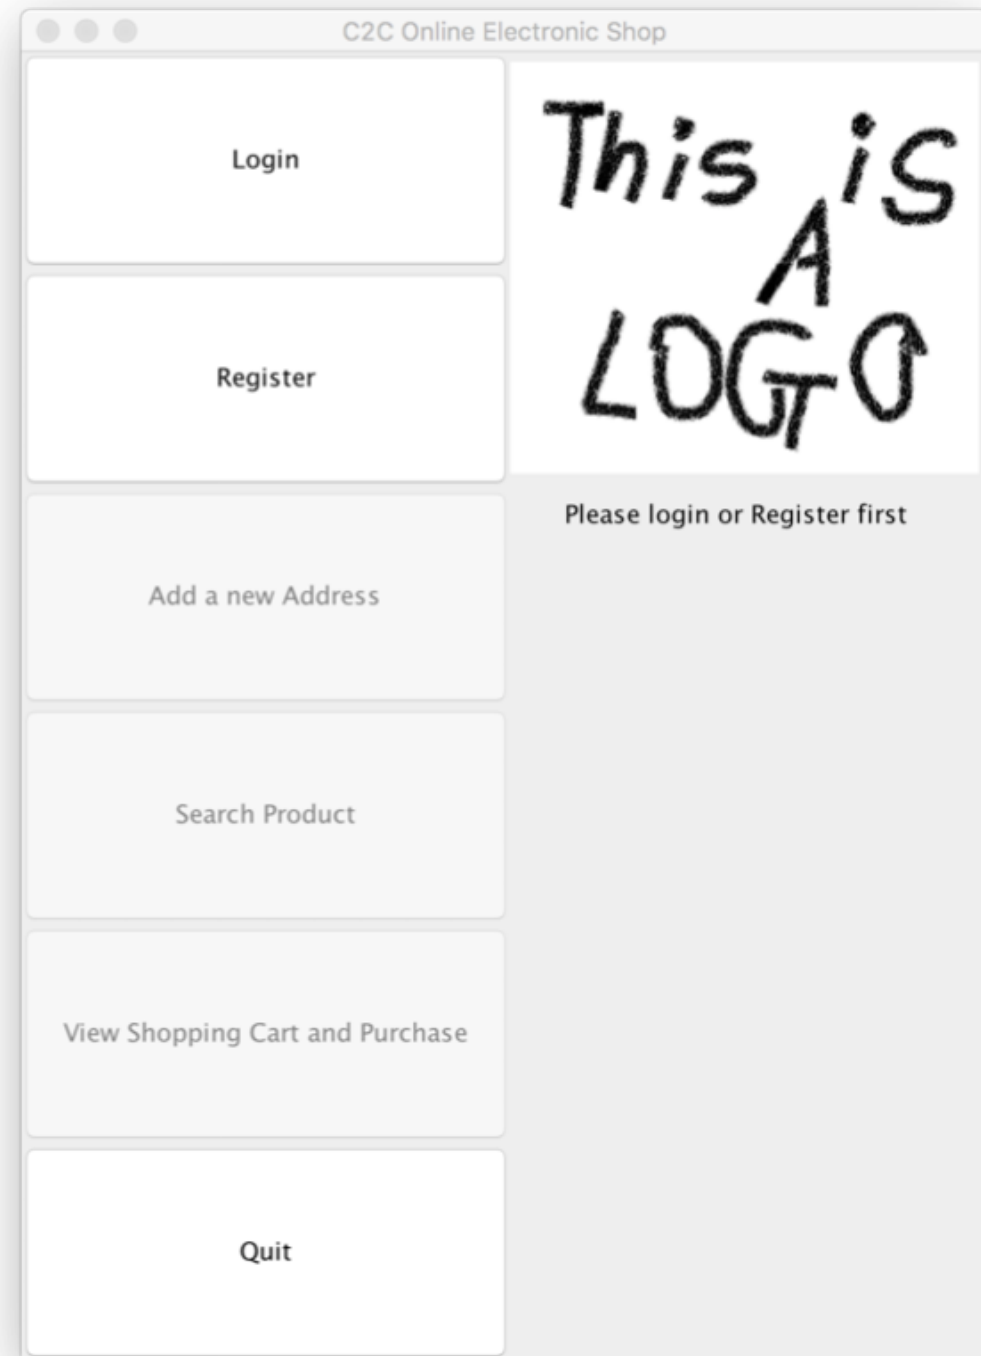 C2C Online Electronic Shop
Login
Register
Add a new Address
Search Product
View Shopping Cart and Purchase
Quit
This is
A
LOGO
Please login or Register first